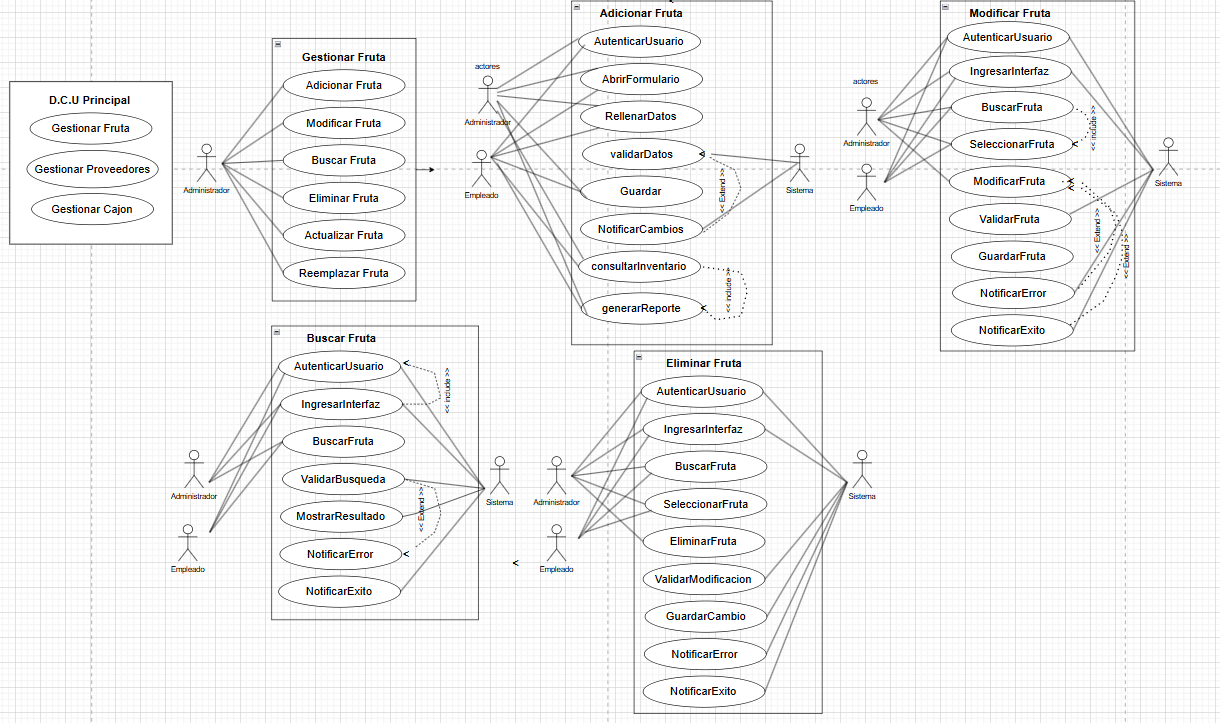 D.C.U Principal
Gestionar Fruta
Gestionar Proveedores
Gestionar Cajon
Gestionar Fruta
Adicionar Fruta
Modificar Fruta
Buscar Fruta
Eliminar Fruta
Actualizar Fruta
Reemplazar Fruta
Administrador
Adicionar Fruta
AutenticarUsuario
AbrirFormulario
RellenarDatos
validarDatos
Guardar
NotificarCambios
consultarInventario
generarReporte
actores
Administrador
Empleado
Sistema
<< Extend >>
<< include >>
Modificar Fruta
AutenticarUsuario
IngresarInterfaz
BuscarFruta
SeleccionarFruta
ModificarFruta
ValidarFruta
GuardarFruta
NotificarError
NotificarExito
actores
Administrador
Empleado
Sistema
<< include >>
<< Extend >>
<< Extend >>
Buscar Fruta
AutenticarUsuario
IngresarInterfaz
BuscarFruta
ValidarBusqueda
MostrarResultado
NotificarError
NotificarExito
Administrador
Empleado
Sistema
<< include >>
<< Extend >>
Eliminar Fruta
AutenticarUsuario
IngresarInterfaz
BuscarFruta
SeleccionarFruta
EliminarFruta
ValidarModificacion
GuardarCambio
NotificarError
NotificarExito
Administrador
Empleado
Sistema